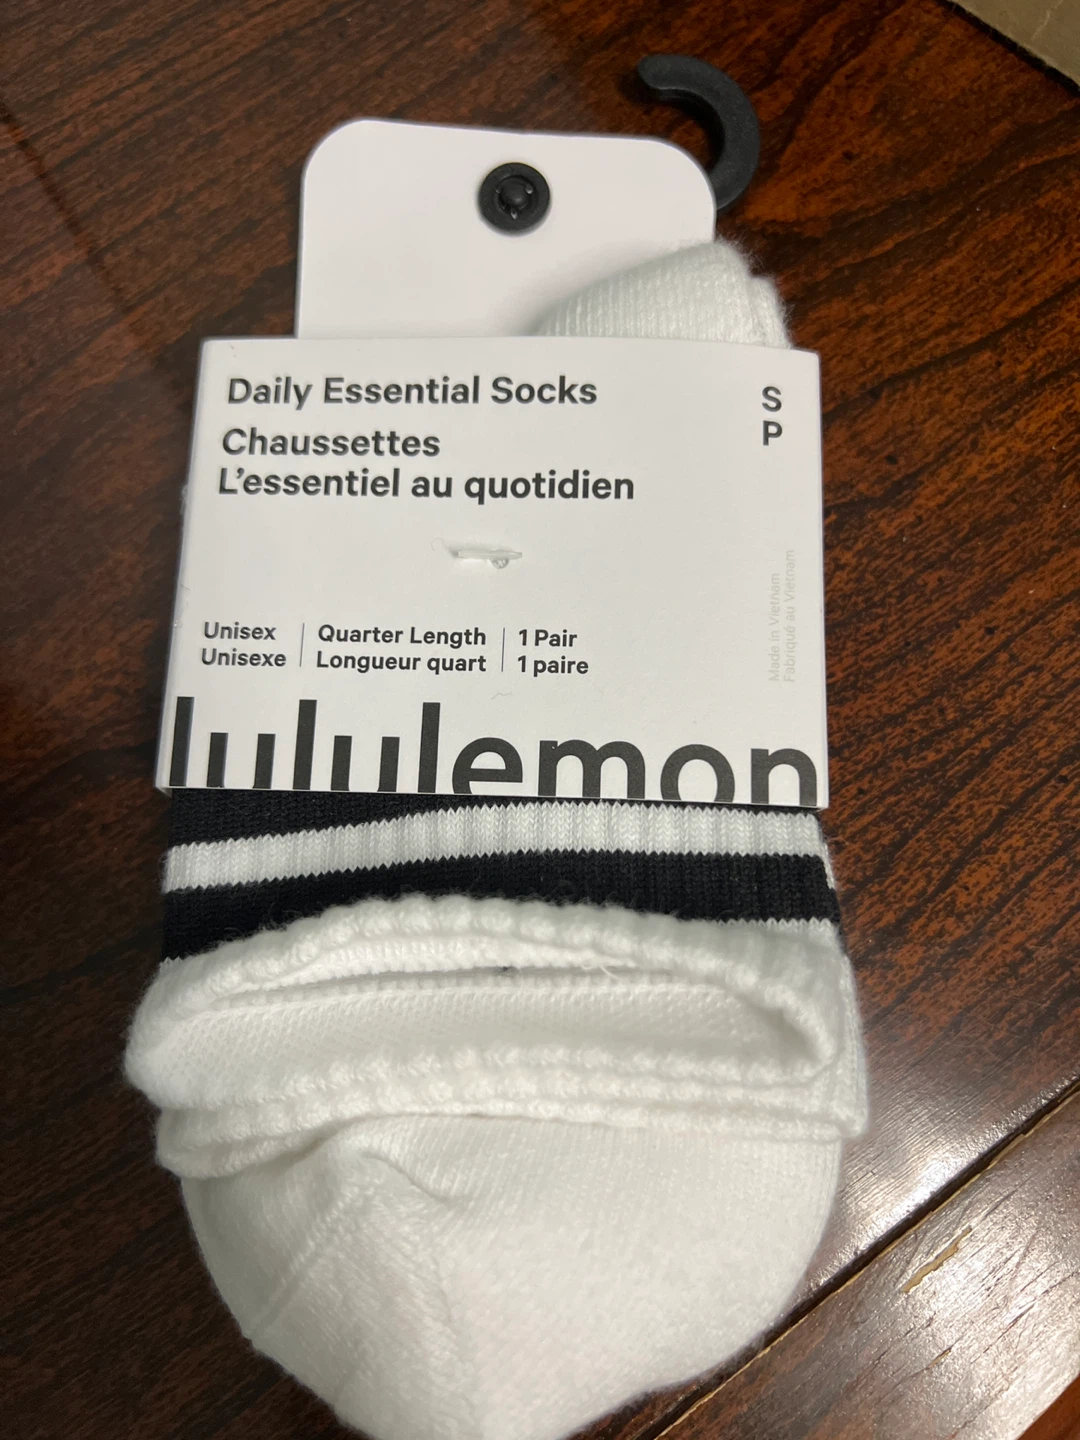 Daily Essential Socks
Chaussettes
L'essentiel au quotidien
S
P
Unisex
Unisexe
Quarter Length
Longueur quart
1 Pair
1 paire
Made in Vietnam
Fabriqué au Vietnam
lululemon